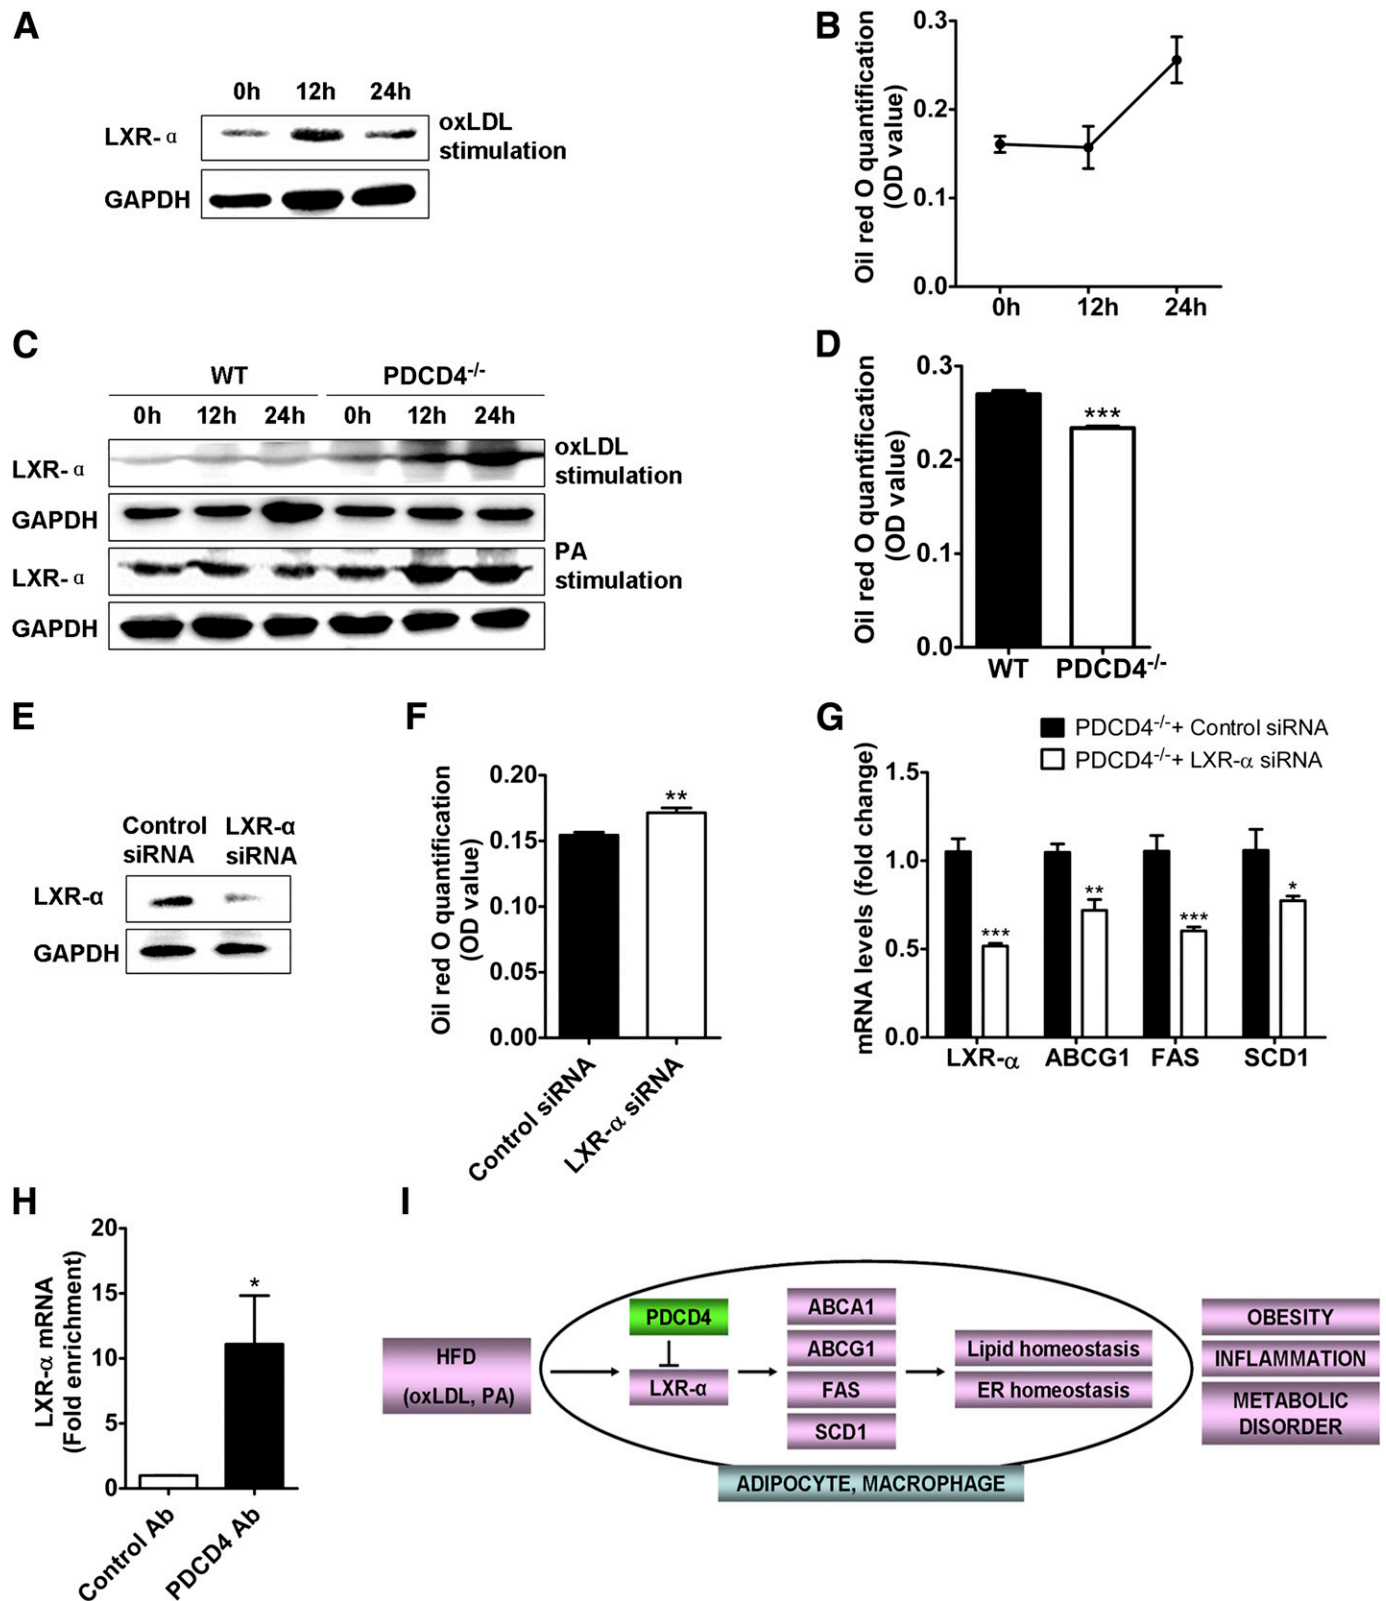 A
0h 12h 24h
LXR-α
oxLDL
stimulation
GAPDH
B
Oil red O quantification
(OD value)
0.3
0.2
0.1
0.0
0h 12h 24h
C
WT PDCD4-/-
0h 12h 24h 0h 12h 24h
LXR-α
oxLDL
stimulation
GAPDH
LXR-α
PA
stimulation
GAPDH
D
Oil red O quantification
(OD value)
0.3
0.2
0.1
0.0
***
WT PDCD4-/-
E
Control
siRNA
LXR-α
siRNA
LXR-α
GAPDH
F
Oil red O quantification
(OD value)
0.20
0.15
0.10
0.05
0.00
**
Control siRNA
LXR-α siRNA
G
PDCD4-/-+ Control siRNA
PDCD4-/-+ LXR-α siRNA
mRNA levels (fold change)
1.5
1.0
0.5
0.0
***
**
***
*
LXR-α ABCG1 FAS SCD1
H
LXR-α mRNA
(Fold enrichment)
20
15
10
5
0
*
Control Ab
PDCD4 Ab
I
HFD
(oxLDL, PA)
PDCD4
LXR-α
ABCA1
ABCG1
FAS
SCD1
Lipid homeostasis
ER homeostasis
ADIPOCYTE, MACROPHAGE
OBESITY
INFLAMMATION
METABOLIC
DISORDER